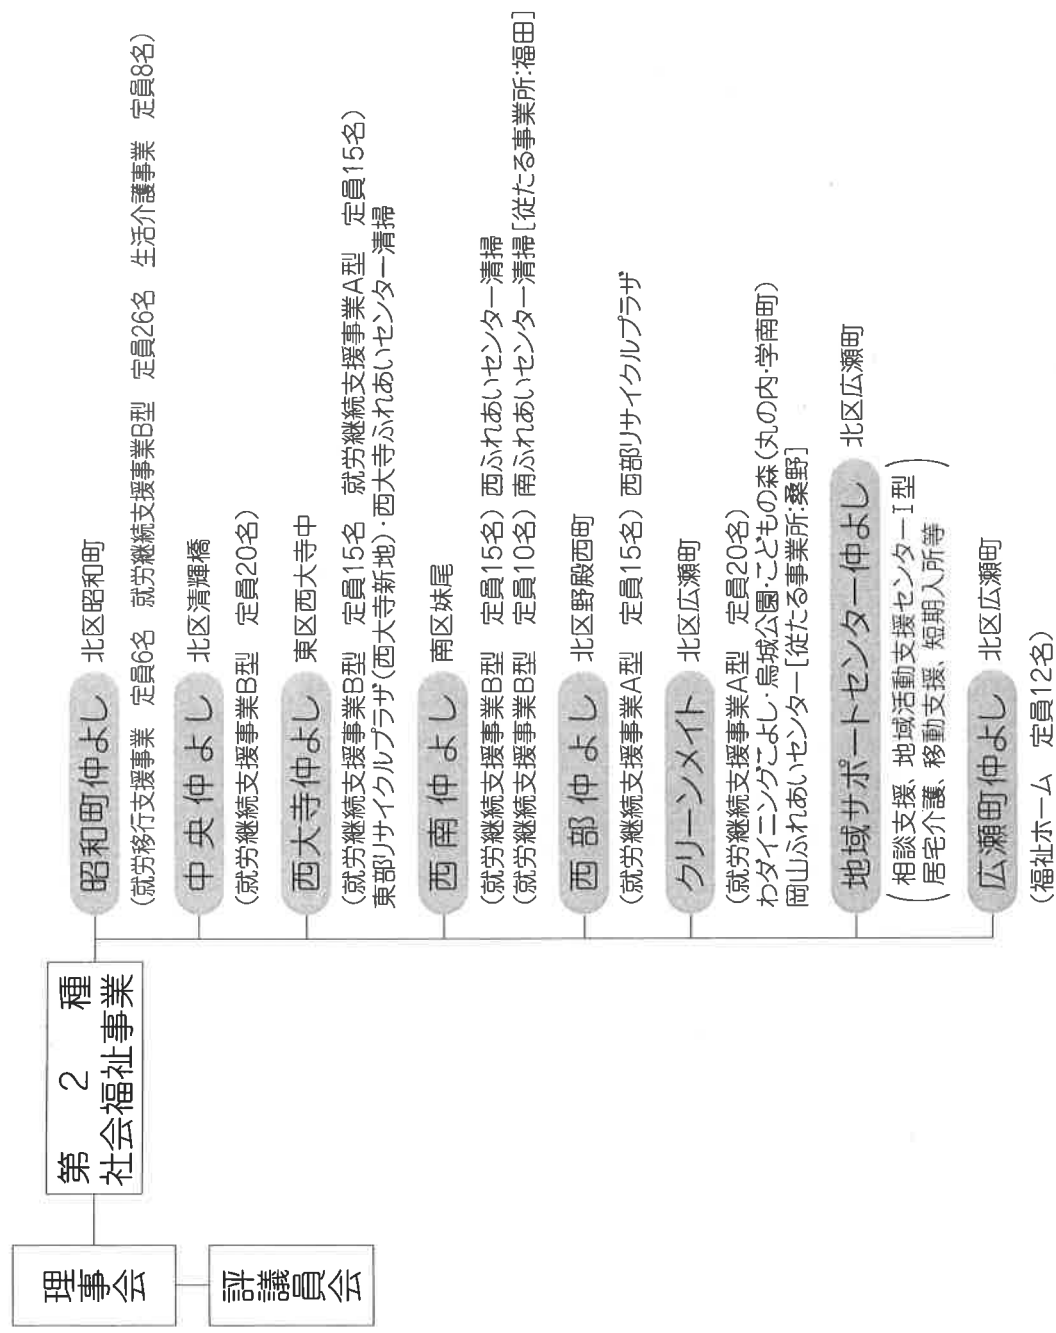 理事会
評議員会
第2種
社会福祉事業
昭和町仲よし 北区昭和町
(就労移行支援事業 定員6名 就労継続支援事業B型 定員26名 生活介護事業 定員8名)
中央仲よし 北区清輝橋
(就労継続支援事業B型 定員20名)
西大寺仲よし 東区西大寺中
(就労継続支援事業B型 定員15名 就労継続支援事業A型 定員15名)
東部リサイクルプラザ(西大寺新地)・西大寺ふれあいセンター清掃
西南仲よし 南区妹尾
(就労継続支援事業B型 定員15名) 西ふれあいセンター清掃
(就労継続支援事業B型 定員10名) 南ふれあいセンター清掃[従たる事業所:福田]
西部仲よし 北区野殿西町
(就労継続支援事業A型 定員15名) 西部リサイクルプラザ
クリーンメイト 北区広瀬町
(就労継続支援事業A型 定員20名)
わダイニングこよし・烏城公園・こどもの森(丸の内・学南町)
岡山ふれあいセンター[従たる事業所:桑野]
地域サポートセンター仲よし 北区広瀬町
(相談支援、地域活動支援センターI型
居宅介護、移動支援、短期入所等)
広瀬町仲よし 北区広瀬町
(福祉ホーム 定員12名)